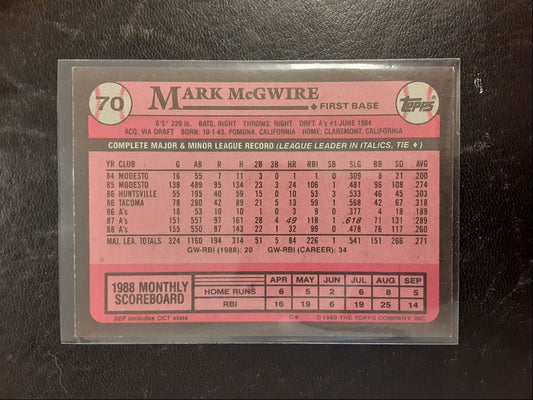 70 MARK McGWIRE
FIRST BASE topps
6'5" 220 lb. BATS: RIGHT THROWS: RIGHT DRFT: A's #1-JUNE 1984
ACQ: VIA DRAFT BORN: 10-1-63, POMONA, CALIFORNIA HOME: CLAREMONT, CALIFORNIA
COMPLETE MAJOR & MINOR LEAGUE RECORD (LEAGUE LEADER IN ITALICS, TIE ♦)
YR CLUB G AB R H 2B 3B HR RBI SB SLG BB SO AVG
84 MODESTO 16 55 7 11 3 0 1 1 0 .309 8 21 .200
85 MODESTO 138 489 95 134 23 3 24 106 1 .481 96 108 .274
86 HUNTSVILLE 55 195 40 59 15 0 10 53 3 .533 46 45 .303
86 TACOMA 78 280 42 89 21 2 13 59 1 .546 42 67 .318
86 A's 18 53 10 10 1 0 3 9 0 .377 4 18 .189
87 A's 151 557 97 161 28 4 49 118 1 .618 71 131 .289
88 A's 155 550 87 143 22 1 32 99 0 .478 76 117 .260
MAJ. LEA. TOTALS 324 1160 194 314 51 5 84 226 1 .541 151 266 .271
GW-RBI (1988): 20 GW-RBI (CAREER): 34
1988 MONTHLY SCOREBOARD APR MAY JUN JUL AUG SEP
HOME RUNS 6 5 2 6 8 5
RBI 16 19 6 19 25 14
SEP includes OCT stats C* © 1989 THE TOPPS COMPANY, INC.